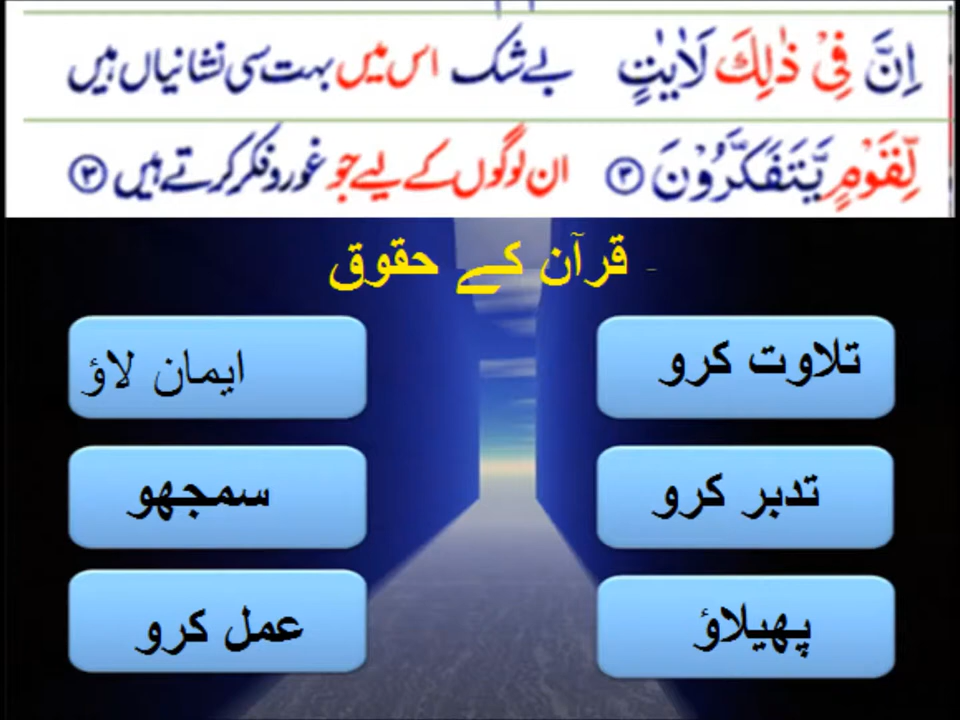 اِنَّ فِیْ ذٰلِكَ لَاٰیٰتٍ بے شک اس میں بہت سی نشانیاں ہیں
لِّقَوْمٍ یَّتَفَكَّرُوْنَ ۳ ان لوگوں کے لیے جو غور و فکر کرتے ہیں ۳
- قرآن کے حقوق
تلاوت کرو ایمان لاؤ
تدبر کرو سمجھو
پھیلاؤ عمل کرو